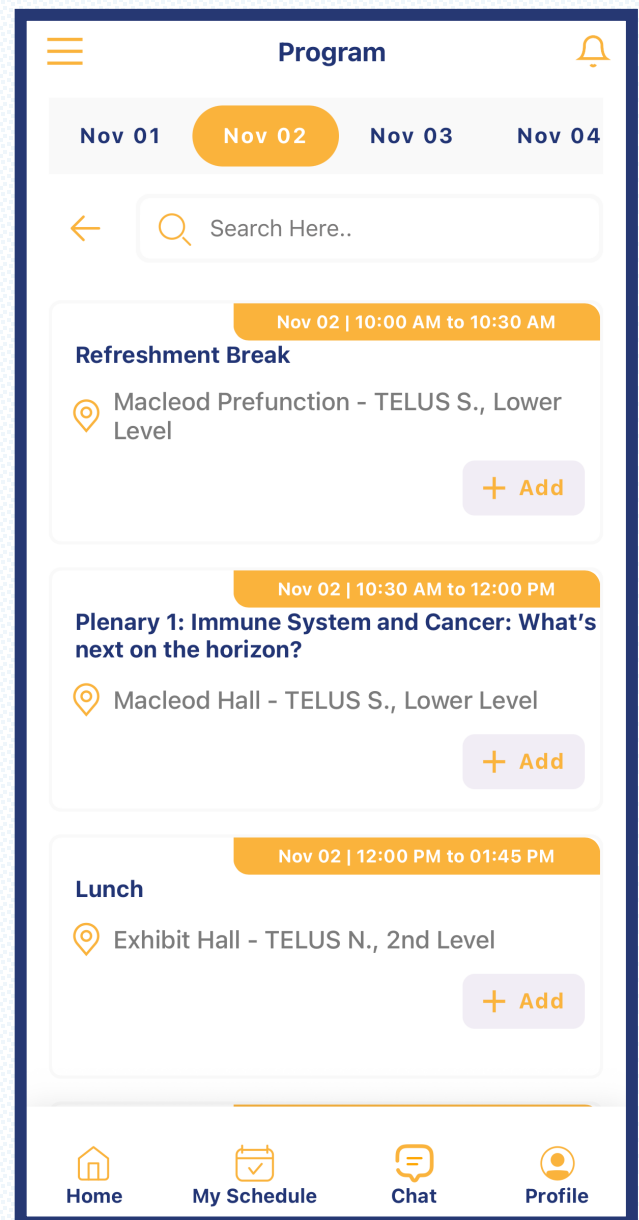 Program
Nov 01 Nov 02 Nov 03 Nov 04
Search Here..
Nov 02 | 10:00 AM to 10:30 AM
Refreshment Break
Macleod Prefunction - TELUS S., Lower
Level
+ Add
Nov 02 | 10:30 AM to 12:00 PM
Plenary 1: Immune System and Cancer: What's
next on the horizon?
Macleod Hall - TELUS S., Lower Level
+ Add
Nov 02 | 12:00 PM to 01:45 PM
Lunch
Exhibit Hall - TELUS N., 2nd Level
+ Add
Home My Schedule Chat Profile